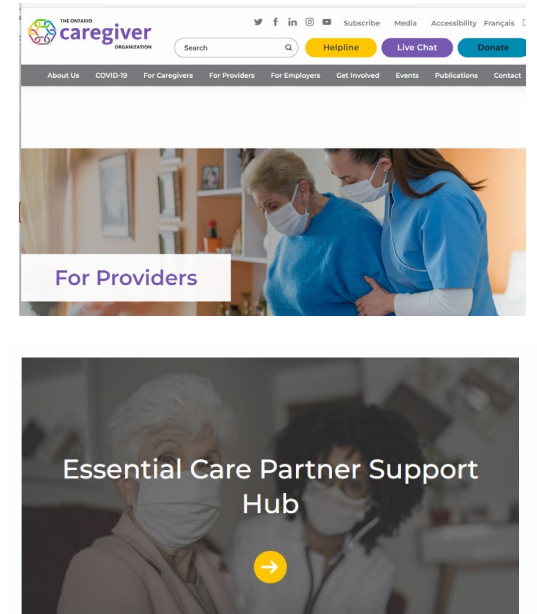 THE ONTARIO
caregiver
ORGANIZATION
Subscribe Media Accessibility Français
Search
Helpline
Live Chat
Donate
About Us COVID-19 For Caregivers For Providers For Employers Get Involved Events Publications Contact
For Providers
Essential Care Partner Support
Hub